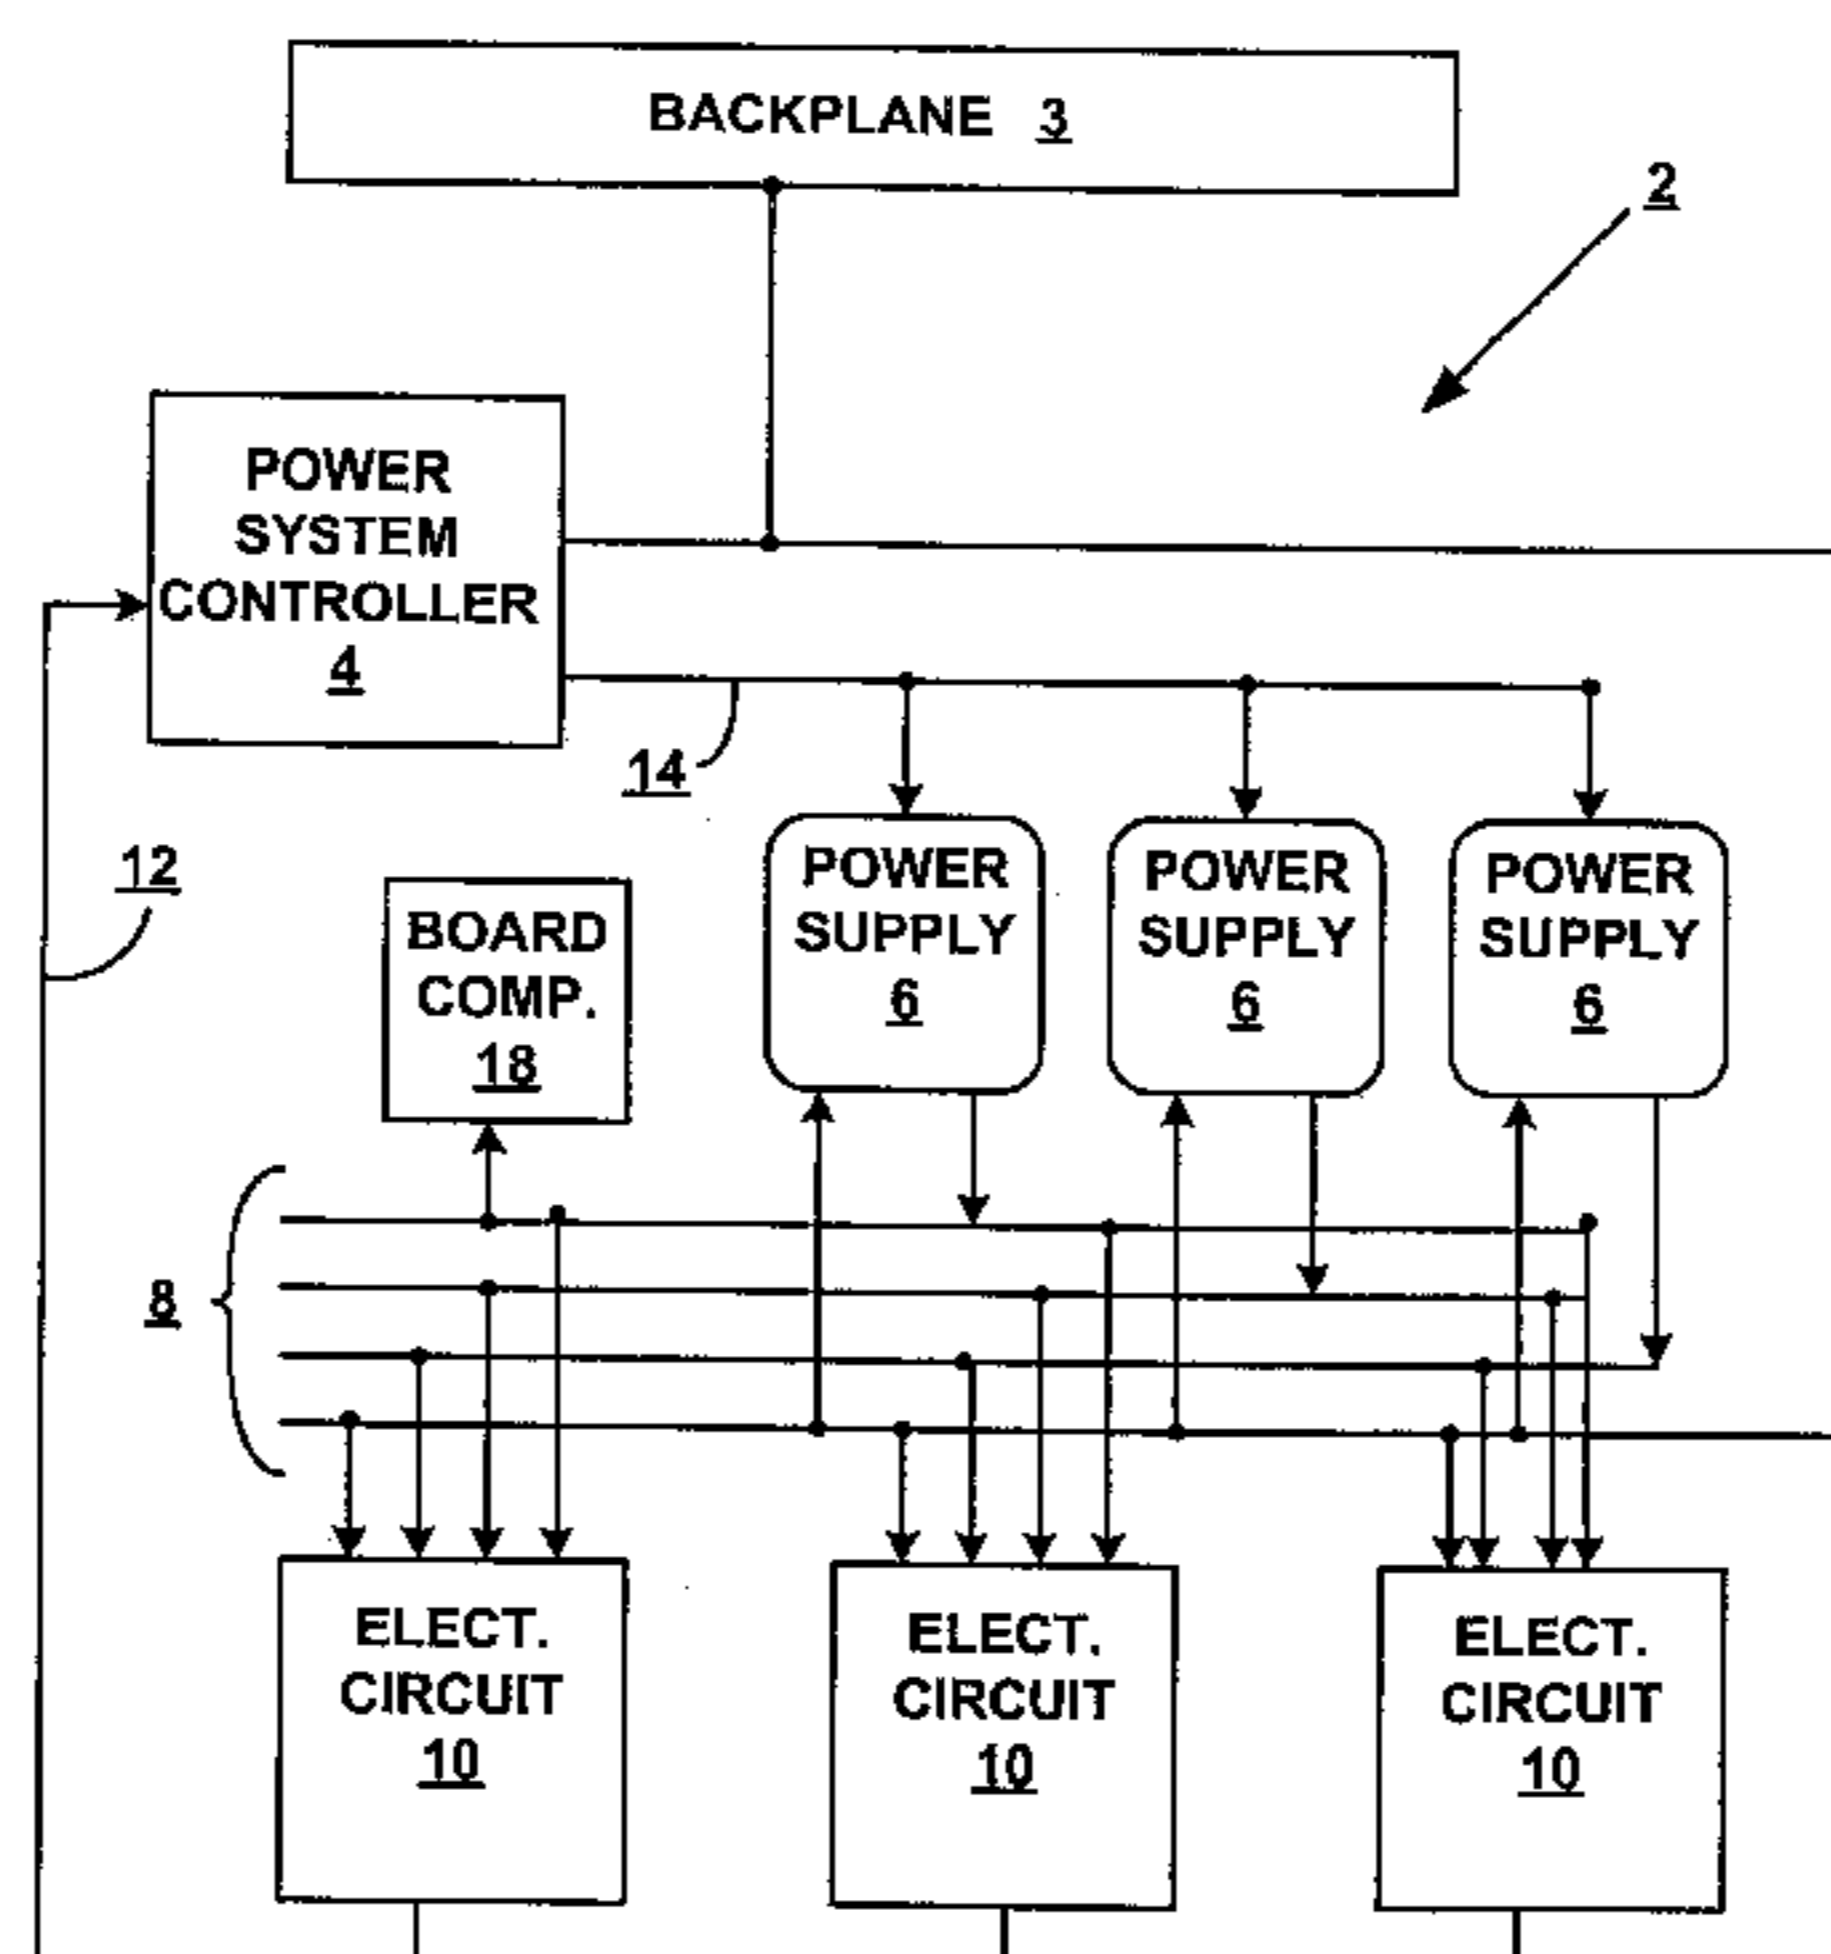 BACKPLANE 3
2
POWER
SYSTEM
CONTROLLER
4
14
12
BOARD
COMP.
18
POWER
SUPPLY
6
POWER
SUPPLY
6
POWER
SUPPLY
6
8
ELECT.
CIRCUIT
10
ELECT.
CIRCUIT
10
ELECT.
CIRCUIT
10